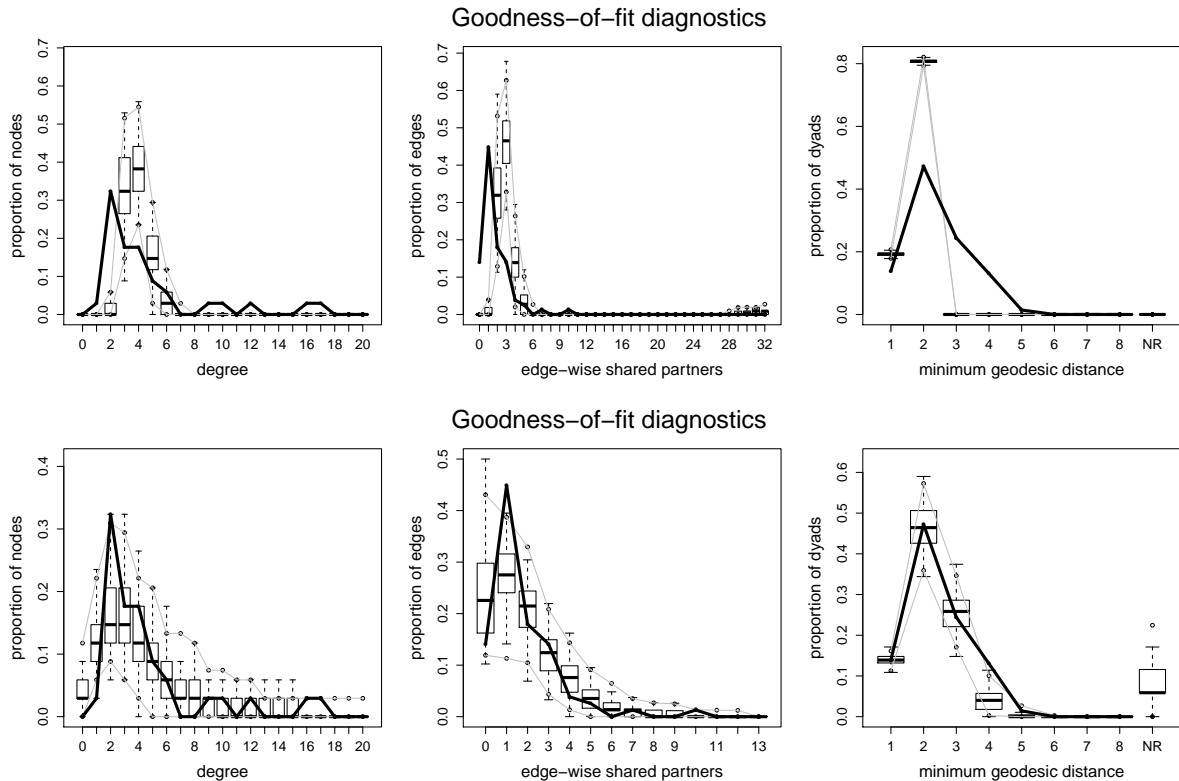 Goodness−of−fit diagnostics
proportion of nodes
0.0 0.1 0.2 0.3 0.4 0.5 0.6 0.7
0 2 4 6 8 10 12 14 16 18 20
degree
proportion of edges
0.0 0.1 0.2 0.3 0.4 0.5 0.6 0.7
0 3 6 9 12 16 20 24 28 32
edge−wise shared partners
proportion of dyads
0.0 0.2 0.4 0.6 0.8
1 2 3 4 5 6 7 8 NR
minimum geodesic distance
Goodness−of−fit diagnostics
proportion of nodes
0.0 0.1 0.2 0.3 0.4
0 2 4 6 8 10 12 14 16 18 20
degree
proportion of edges
0.0 0.1 0.2 0.3 0.4 0.5
0 1 2 3 4 5 6 7 8 9 11 13
edge−wise shared partners
proportion of dyads
0.0 0.1 0.2 0.3 0.4 0.5 0.6
1 2 3 4 5 6 7 8 NR
minimum geodesic distance